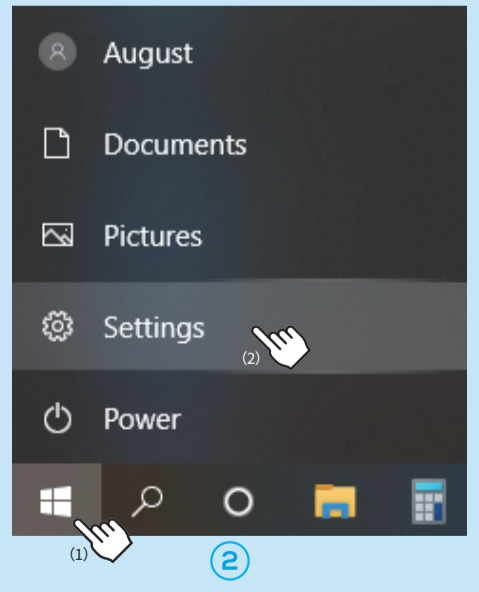 August
Documents
Pictures
Settings
(2)
Power
(1)
2